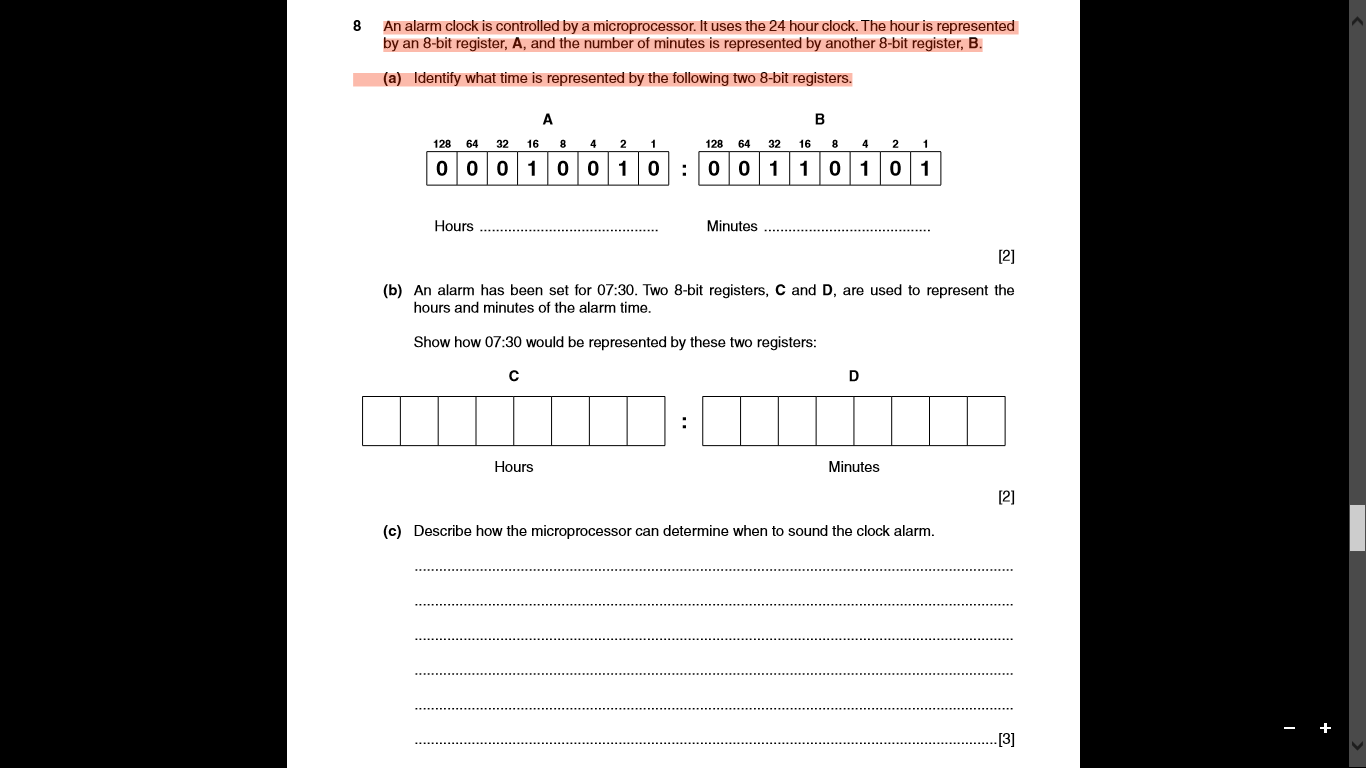 8 An alarm clock is controlled by a microprocessor. It uses the 24 hour clock. The hour is represented
by an 8-bit register, A, and the number of minutes is represented by another 8-bit register, B.
(a) Identify what time is represented by the following two 8-bit registers.
A B
128 64 32 16 8 4 2 1 128 64 32 16 8 4 2 1
0 0 0 1 0 0 1 0 : 0 0 1 1 0 1 0 1
Hours ............................................ Minutes .........................................
[2]
(b) An alarm has been set for 07:30. Two 8-bit registers, C and D, are used to represent the
hours and minutes of the alarm time.
Show how 07:30 would be represented by these two registers:
C D
:
Hours Minutes
[2]
(c) Describe how the microprocessor can determine when to sound the clock alarm.
...................................................................................................................................................
...................................................................................................................................................
...................................................................................................................................................
...................................................................................................................................................
...................................................................................................................................................
...............................................................................................................................................[3]